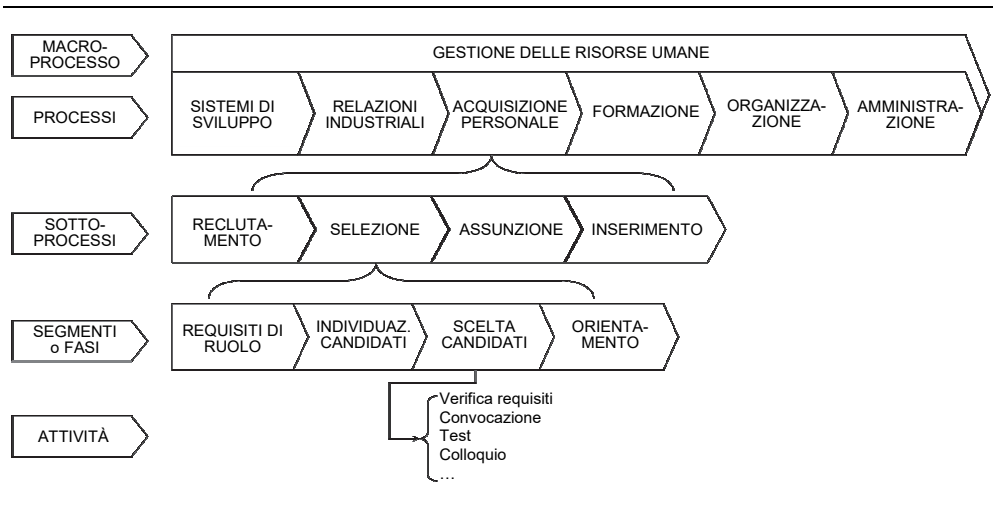 MACRO-
PROCESSO
GESTIONE DELLE RISORSE UMANE
PROCESSI
SISTEMI DI
SVILUPPO
RELAZIONI
INDUSTRIALI
ACQUISIZIONE
PERSONALE
FORMAZIONE
ORGANIZZA-
ZIONE
AMMINISTRA-
ZIONE
SOTTO-
PROCESSI
RECLUTA-
MENTO
SELEZIONE
ASSUNZIONE
INSERIMENTO
SEGMENTI
o FASI
REQUISITI DI
RUOLO
INDIVIDUAZ.
CANDIDATI
SCELTA
CANDIDATI
ORIENTA-
MENTO
ATTIVITÀ
Verifica requisiti
Convocazione
Test
Colloquio
…